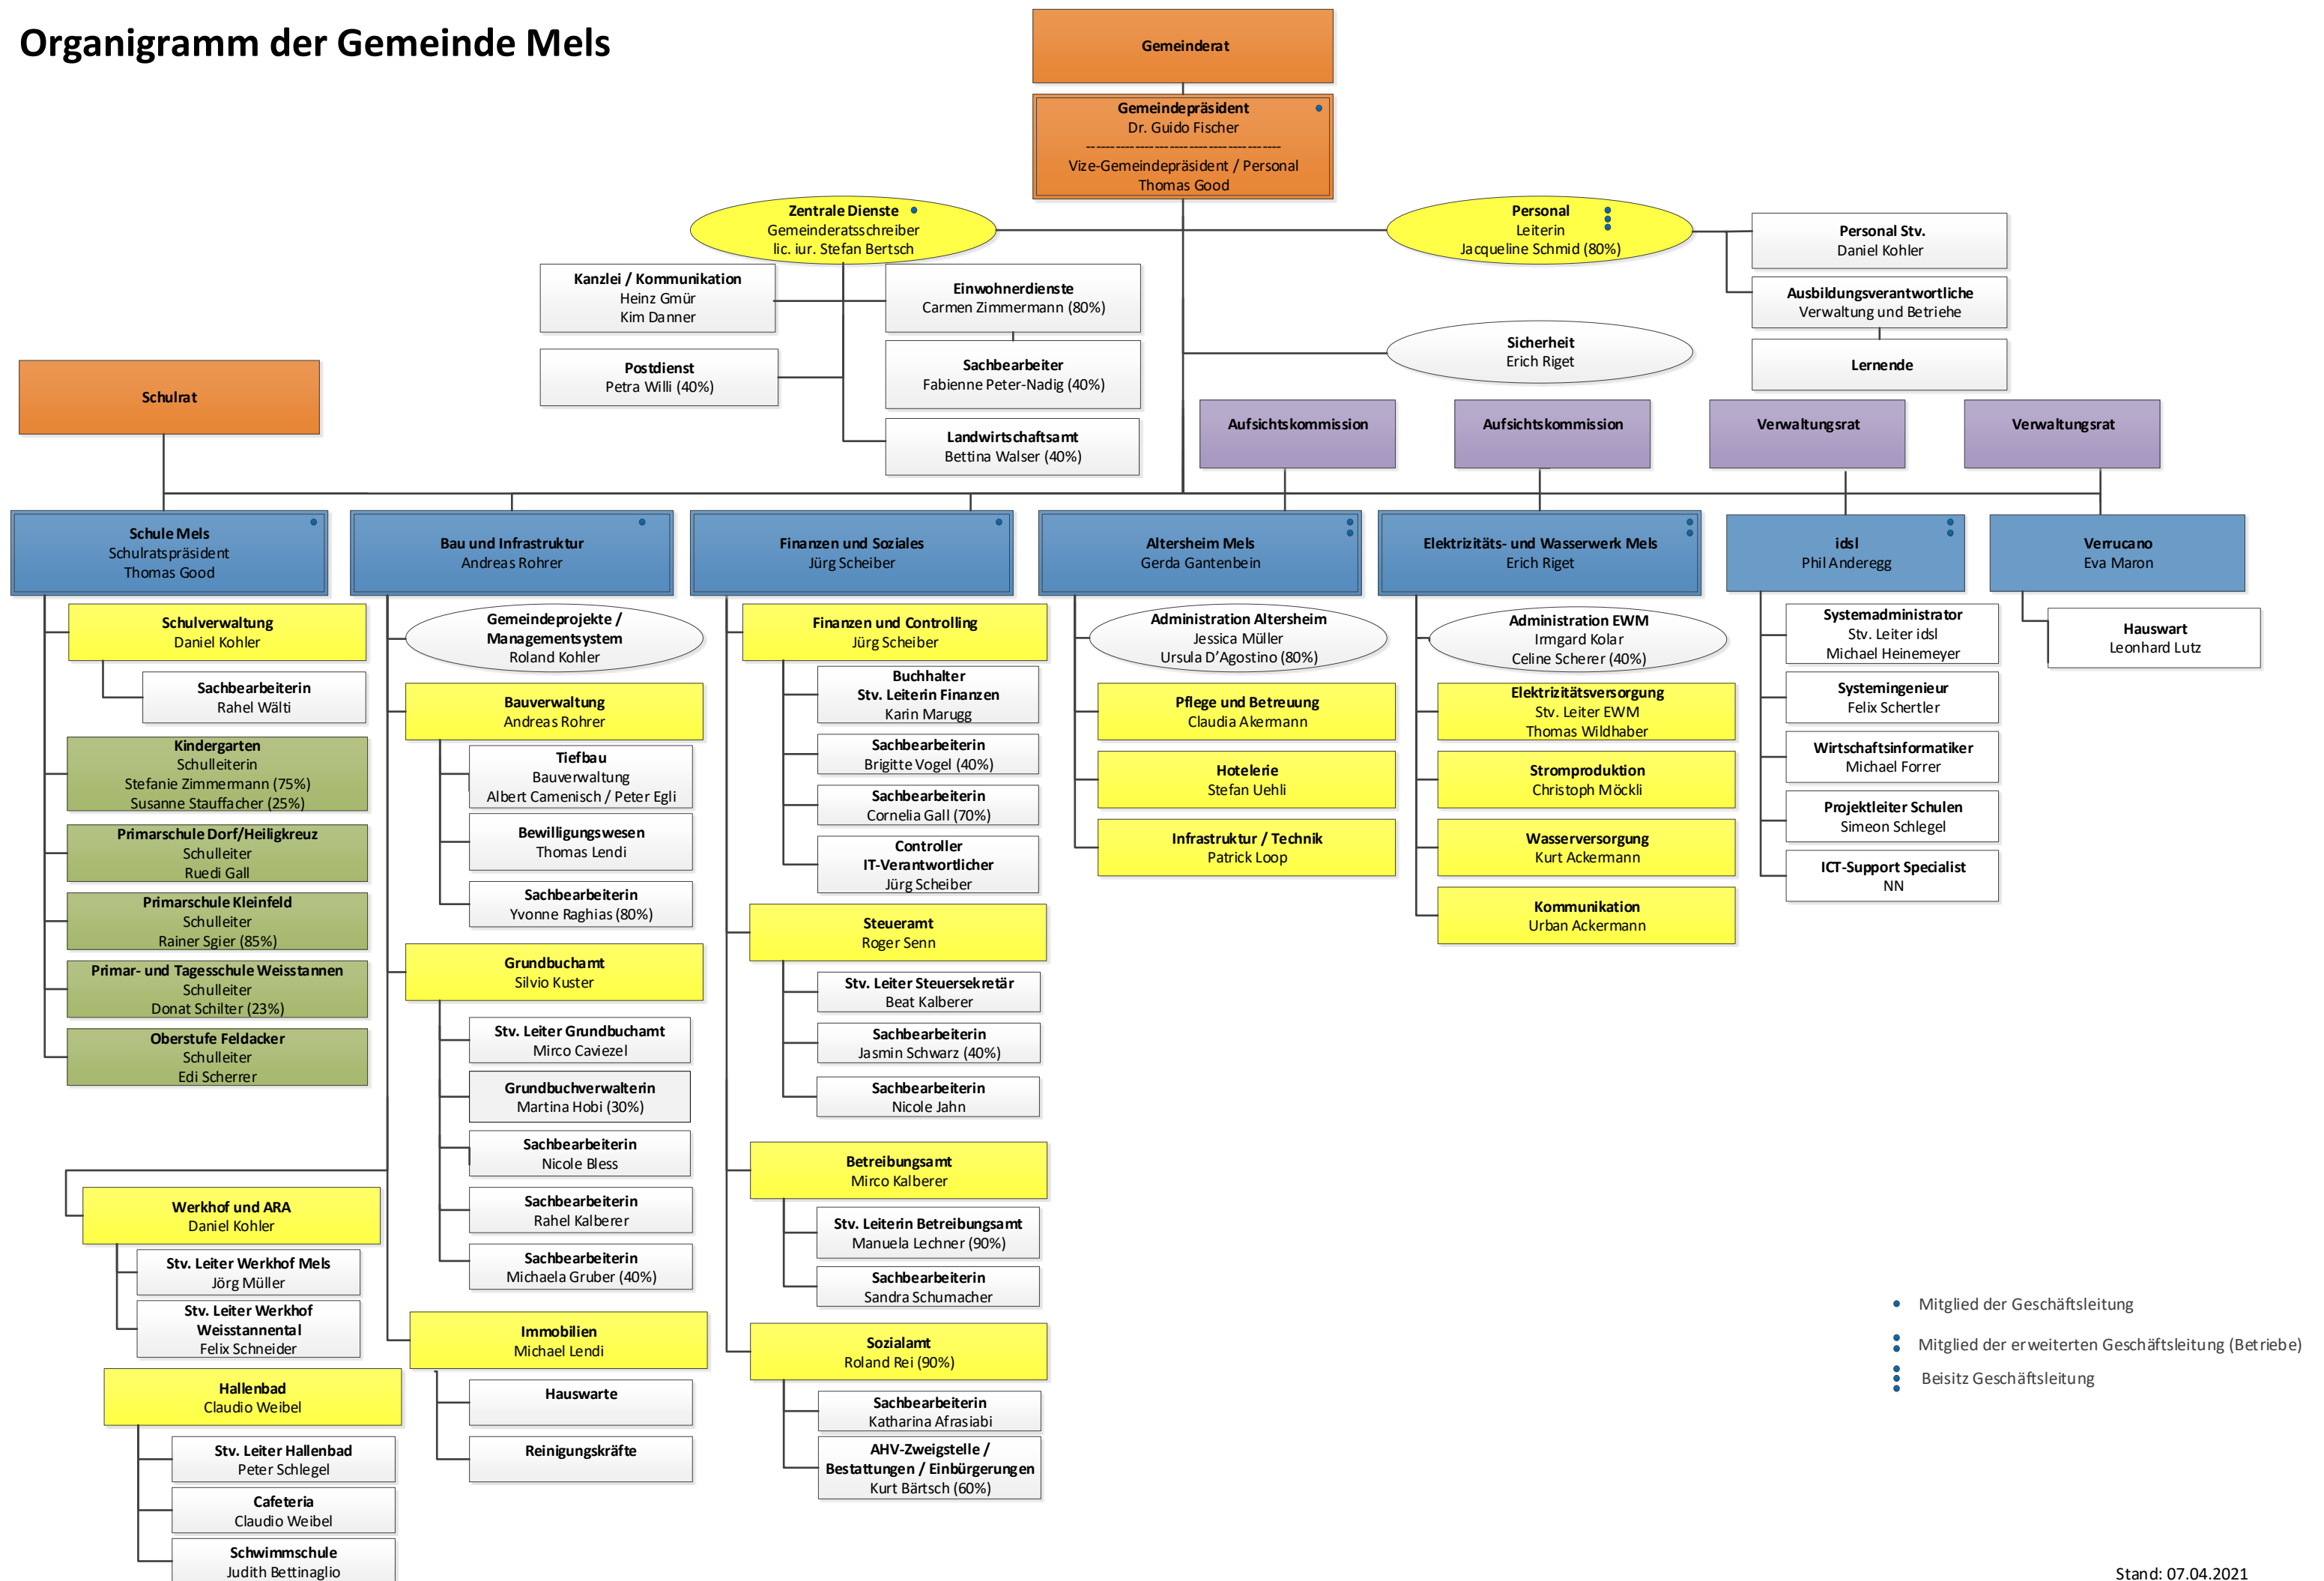 Organigramm der Gemeinde Mels
Gemeinderat
Gemeindepräsident
Dr. Guido Fischer
----------------------------------------
Vize-Gemeindepräsident / Personal
Thomas Good
Zentrale Dienste
Gemeinderatsschreiber
lic. iur. Stefan Bertsch
Personal
Leiterin
Jacqueline Schmid (80%)
Personal Stv.
Daniel Kohler
Ausbildungsverantwortliche
Verwaltung und Betriehe
Lernende
Kanzlei / Kommunikation
Heinz Gmür
Kim Danner
Einwohnerdienste
Carmen Zimmermann (80%)
Postdienst
Petra Willi (40%)
Sachbearbeiter
Fabienne Peter-Nadig (40%)
Landwirtschaftsamt
Bettina Walser (40%)
Sicherheit
Erich Riget
Schulrat
Aufsichtskommission
Aufsichtskommission
Verwaltungsrat
Verwaltungsrat
Schule Mels
Schulratspräsident
Thomas Good
Bau und Infrastruktur
Andreas Rohrer
Finanzen und Soziales
Jürg Scheiber
Altersheim Mels
Gerda Gantenbein
Elektrizitäts- und Wasserwerk Mels
Erich Riget
idsl
Phil Anderegg
Verrucano
Eva Maron
Schulverwaltung
Daniel Kohler
Sachbearbeiterin
Rahel Wälti
Kindergarten
Schulleiterin
Stefanie Zimmermann (75%)
Susanne Stauffacher (25%)
Primarschule Dorf/Heiligkreuz
Schulleiter
Ruedi Gall
Primarschule Kleinfeld
Schulleiter
Rainer Sgier (85%)
Primar- und Tagesschule Weisstannen
Schulleiter
Donat Schilter (23%)
Oberstufe Feldacker
Schulleiter
Edi Scherrer
Werkhof und ARA
Daniel Kohler
Stv. Leiter Werkhof Mels
Jörg Müller
Stv. Leiter Werkhof
Weisstannental
Felix Schneider
Hallenbad
Claudio Weibel
Stv. Leiter Hallenbad
Peter Schlegel
Cafeteria
Claudio Weibel
Schwimmschule
Judith Bettinaglio
Gemeindeprojekte /
Managementsystem
Roland Kohler
Bauverwaltung
Andreas Rohrer
Tiefbau
Bauverwaltung
Albert Camenisch / Peter Egli
Bewilligungswesen
Thomas Lendi
Sachbearbeiterin
Yvonne Raghias (80%)
Grundbuchamt
Silvio Kuster
Stv. Leiter Grundbuchamt
Mirco Caviezel
Grundbuchverwalterin
Martina Hobi (30%)
Sachbearbeiterin
Nicole Bless
Sachbearbeiterin
Rahel Kalberer
Sachbearbeiterin
Michaela Gruber (40%)
Immobilien
Michael Lendi
Hauswarte
Reinigungskräfte
Finanzen und Controlling
Jürg Scheiber
Buchhalter
Stv. Leiterin Finanzen
Karin Marugg
Sachbearbeiterin
Brigitte Vogel (40%)
Sachbearbeiterin
Cornelia Gall (70%)
Controller
IT-Verantwortlicher
Jürg Scheiber
Steueramt
Roger Senn
Stv. Leiter Steuersekretär
Beat Kalberer
Sachbearbeiterin
Jasmin Schwarz (40%)
Sachbearbeiterin
Nicole Jahn
Betreibungsamt
Mirco Kalberer
Stv. Leiterin Betreibungsamt
Manuela Lechner (90%)
Sachbearbeiterin
Sandra Schumacher
Sozialamt
Roland Rei (90%)
Sachbearbeiterin
Katharina Afrasiabi
AHV-Zweigstelle /
Bestattungen / Einbürgerungen
Kurt Bärtsch (60%)
Administration Altersheim
Jessica Müller
Ursula D’Agostino (80%)
Pflege und Betreuung
Claudia Akermann
Hotelerie
Stefan Uehli
Infrastruktur / Technik
Patrick Loop
Administration EWM
Irmgard Kolar
Celine Scherer (40%)
Elektrizitätsversorgung
Stv. Leiter EWM
Thomas Wildhaber
Stromproduktion
Christoph Möckli
Wasserversorgung
Kurt Ackermann
Kommunikation
Urban Ackermann
Systemadministrator
Stv. Leiter idsl
Michael Heinemeyer
Systemingenieur
Felix Schertler
Wirtschaftsinformatiker
Michael Forrer
Projektleiter Schulen
Simeon Schlegel
ICT-Support Specialist
NN
Hauswart
Leonhard Lutz
Mitglied der Geschäftsleitung
Mitglied der erweiterten Geschäftsleitung (Betriebe)
Beisitz Geschäftsleitung
Stand: 07.04.2021